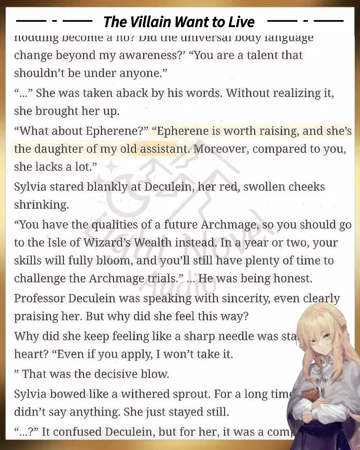 The Villain Want to Live
nodding become a no? Did the universal body language
change beyond my awareness?’ “You are a talent that
shouldn’t be under anyone.”
“...” She was taken aback by his words. Without realizing it,
she brought her up.
“What about Epherene?” “Epherene is worth raising, and she’s
the daughter of my old assistant. Moreover, compared to you,
she lacks a lot.”
Sylvia stared blankly at Deculein, her red, swollen cheeks
shrinking.
“You have the qualities of a future Archmage, so you should go
to the Isle of Wizard’s Wealth instead. In a year or two, your
skills will fully bloom, and you’ll still have plenty of time to
challenge the Archmage trials.” ... He was being honest.
Professor Deculein was speaking with sincerity, even clearly
praising her. But why did she feel this way?
Why did she keep feeling like a sharp needle was
heart? “Even if you apply, I won’t take it.
” That was the decisive blow.
Sylvia bowed like a withered sprout. For a long time
didn’t say anything. She just stayed still.
“...?” It confused Deculein, but for her, it was a
Audio